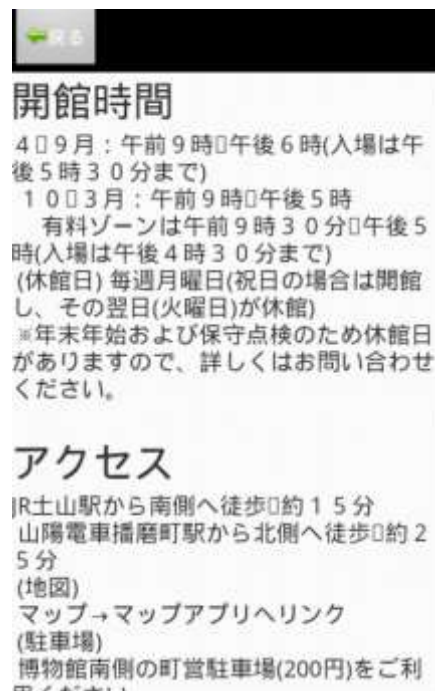 戻る
開館時間
4▯9月：午前9時▯午後6時(入場は午
後5時30分まで)
10▯3月：午前9時▯午後5時
有料ゾーンは午前9時30分▯午後5
時(入場は午後4時30分まで)
(休館日) 毎週月曜日(祝日の場合は開館
し、その翌日(火曜日)が休館)
※年末年始および保守点検のため休館日
がありますので、詳しくはお問い合わせ
ください。
アクセス
JR土山駅から南側へ徒歩▯約15分
山陽電車播磨町駅から北側へ徒歩▯約2
5分
(地図)
マップ→マップアプリへリンク
(駐車場)
博物館南側の町営駐車場(200円)をご利
用ください